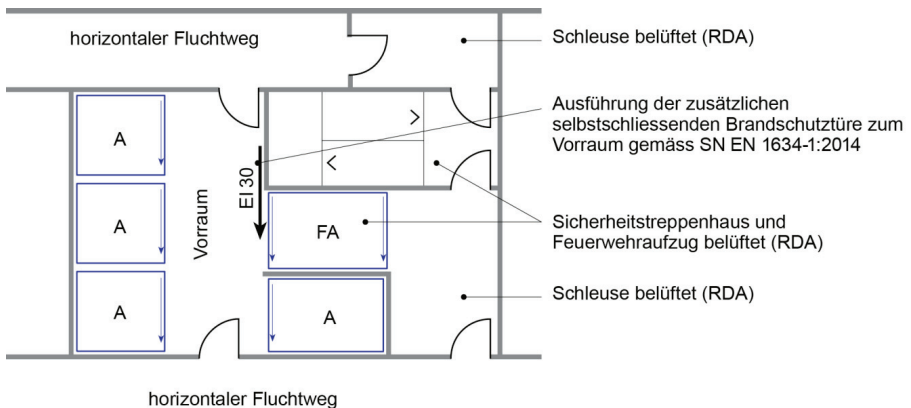 horizontaler Fluchtweg
Schleuse belüftet (RDA)
Ausführung der zusätzlichen
selbstschliessenden Brandschutztüre zum
Vorraum gemäss SN EN 1634-1:2014
A
A
A
Vorraum
EI 30
FA
A
Sicherheitstreppenhaus und
Feuerwehraufzug belüftet (RDA)
Schleuse belüftet (RDA)
horizontaler Fluchtweg